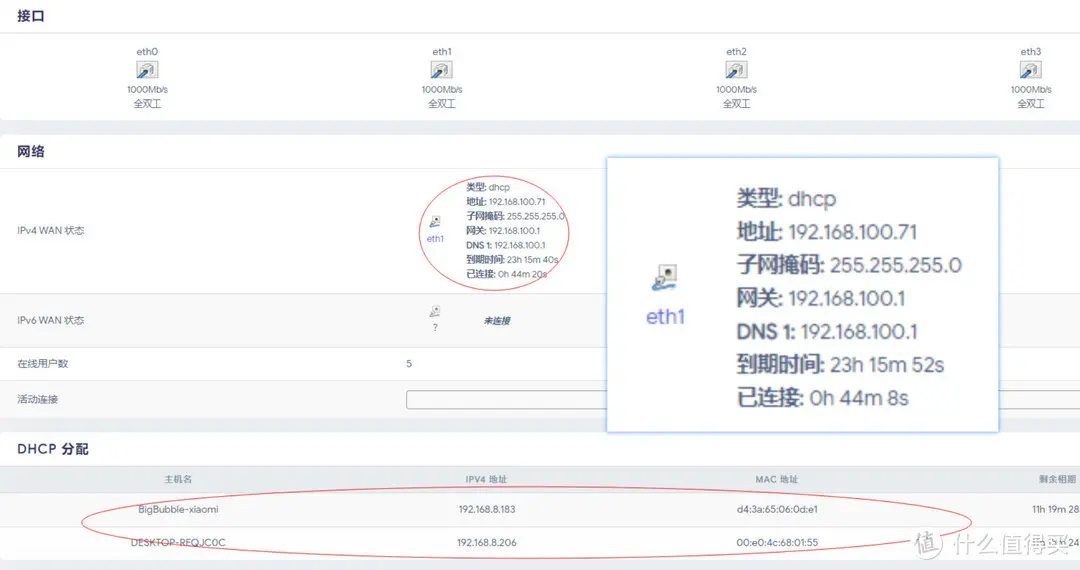 接口
eth0 eth1 eth2 eth3
1000Mb/s 1000Mb/s 1000Mb/s 1000Mb/s
全双工 全双工 全双工 全双工
网络
IPv4 WAN 状态
eth1
类型: dhcp
地址: 192.168.100.71
子网掩码: 255.255.255.0
网关: 192.168.100.1
DNS 1: 192.168.100.1
到期时间: 23h 15m 40s
已连接: 0h 44m 20s
eth1
类型: dhcp
地址: 192.168.100.71
子网掩码: 255.255.255.0
网关: 192.168.100.1
DNS 1: 192.168.100.1
到期时间: 23h 15m 52s
已连接: 0h 44m 8s
IPv6 WAN 状态 ? 未连接
在线用户数 5
活动连接
DHCP 分配
主机名 IPV4 地址 MAC 地址 剩余租期
BigBubble-xiaomi 192.168.8.183 d4:3a:65:06:0d:e1 11h 19m 28
DESKTOP-REQJC0C 192.168.8.206 00:e0:4c:68:01:55
值 什么值得买